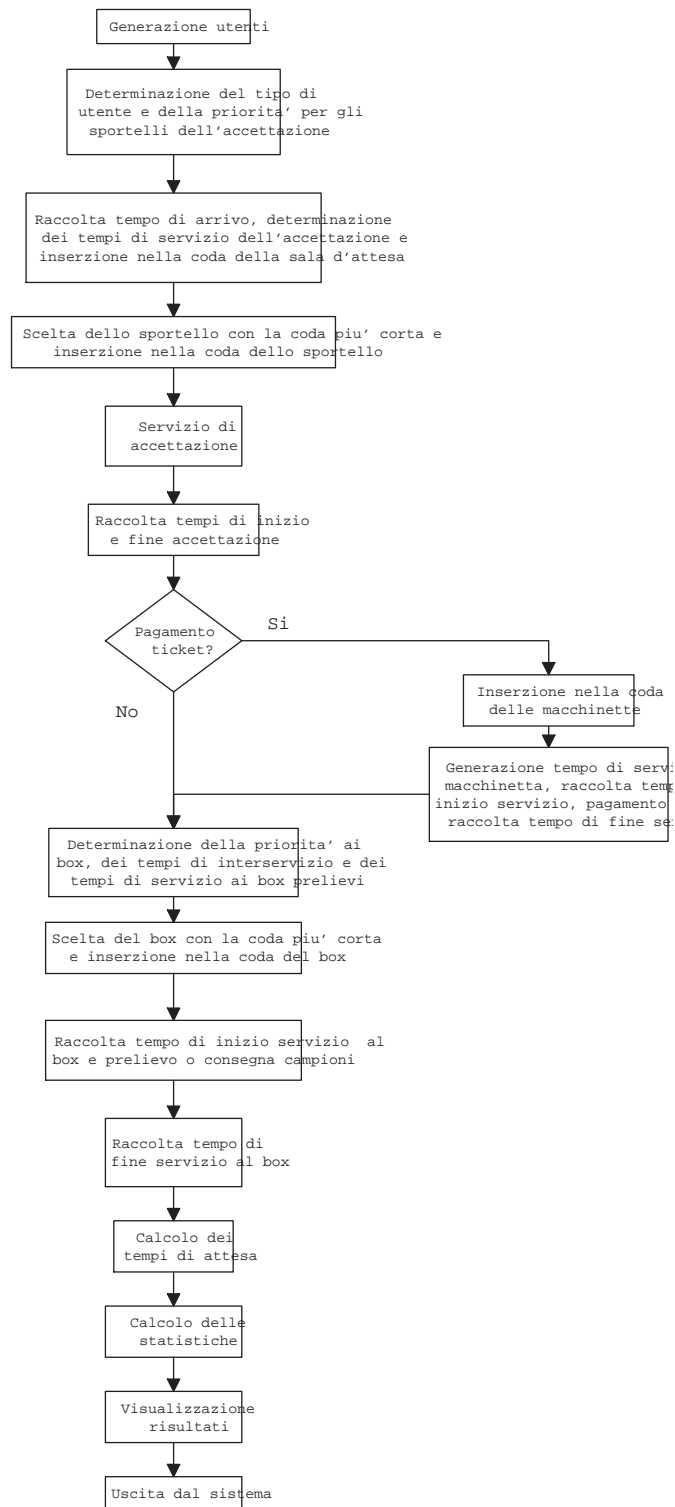 Generazione utenti
Determinazione del tipo di
utente e della priorita' per gli
sportelli dell'accettazione
Raccolta tempo di arrivo, determinazione
dei tempi di servizio dell'accettazione e
inserzione nella coda della sala d'attesa
Scelta dello sportello con la coda piu' corta e
inserzione nella coda dello sportello
Servizio di
accettazione
Raccolta tempi di inizio
e fine accettazione
Pagamento
ticket?
Si
No
Inserzione nella coda
delle macchinette
Generazione tempo di servi
macchinetta, raccolta temp
inizio servizio, pagamento
raccolta tempo di fine se
Determinazione della priorita' ai
box, dei tempi di interservizio e dei
tempi di servizio ai box prelievi
Scelta del box con la coda piu' corta
e inserzione nella coda del box
Raccolta tempo di inizio servizio al
box e prelievo o consegna campioni
Raccolta tempo di
fine servizio al box
Calcolo dei
tempi di attesa
Calcolo delle
statistiche
Visualizzazione
risultati
Uscita dal sistema